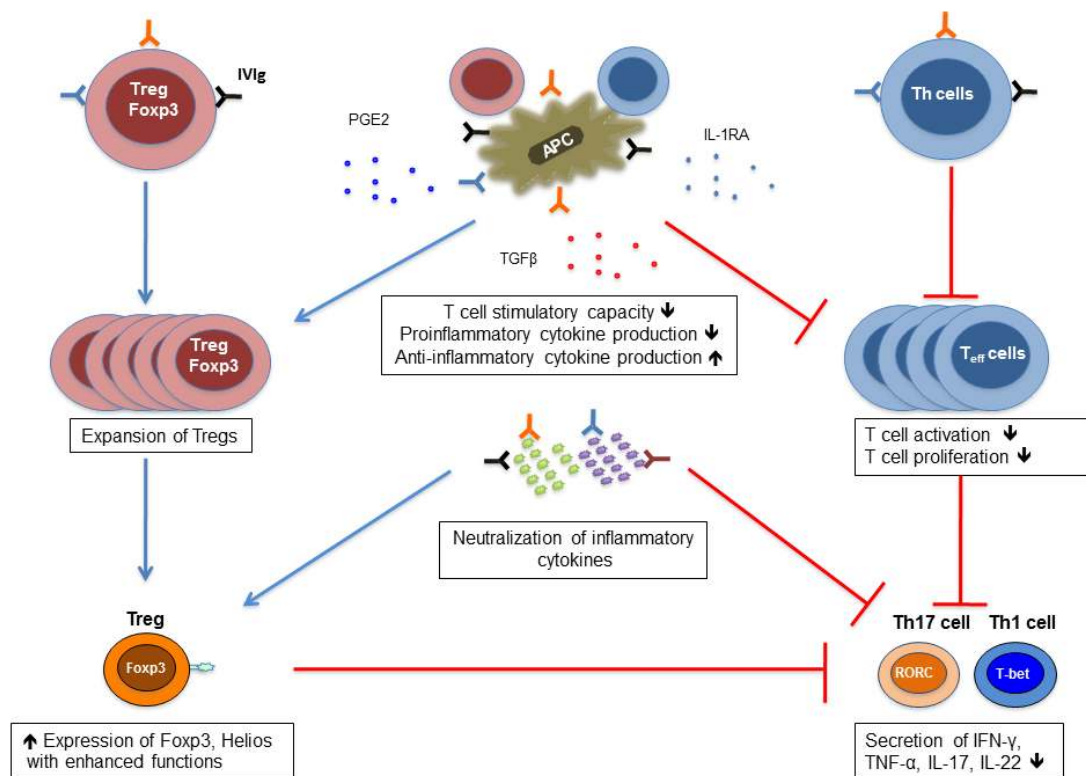 IVIg
Treg
Foxp3
PGE2
APC
IL-1RA
TGFβ
Th cells
T cell stimulatory capacity ↓
Proinflammatory cytokine production ↓
Anti-inflammatory cytokine production ↑
Treg
Foxp3
Expansion of Tregs
Teff cells
T cell activation ↓
T cell proliferation ↓
Neutralization of inflammatory
cytokines
Treg
Foxp3
↑ Expression of Foxp3, Helios
with enhanced functions
Th17 cell
Th1 cell
RORC
T-bet
Secretion of IFN-γ,
TNF-α, IL-17, IL-22 ↓